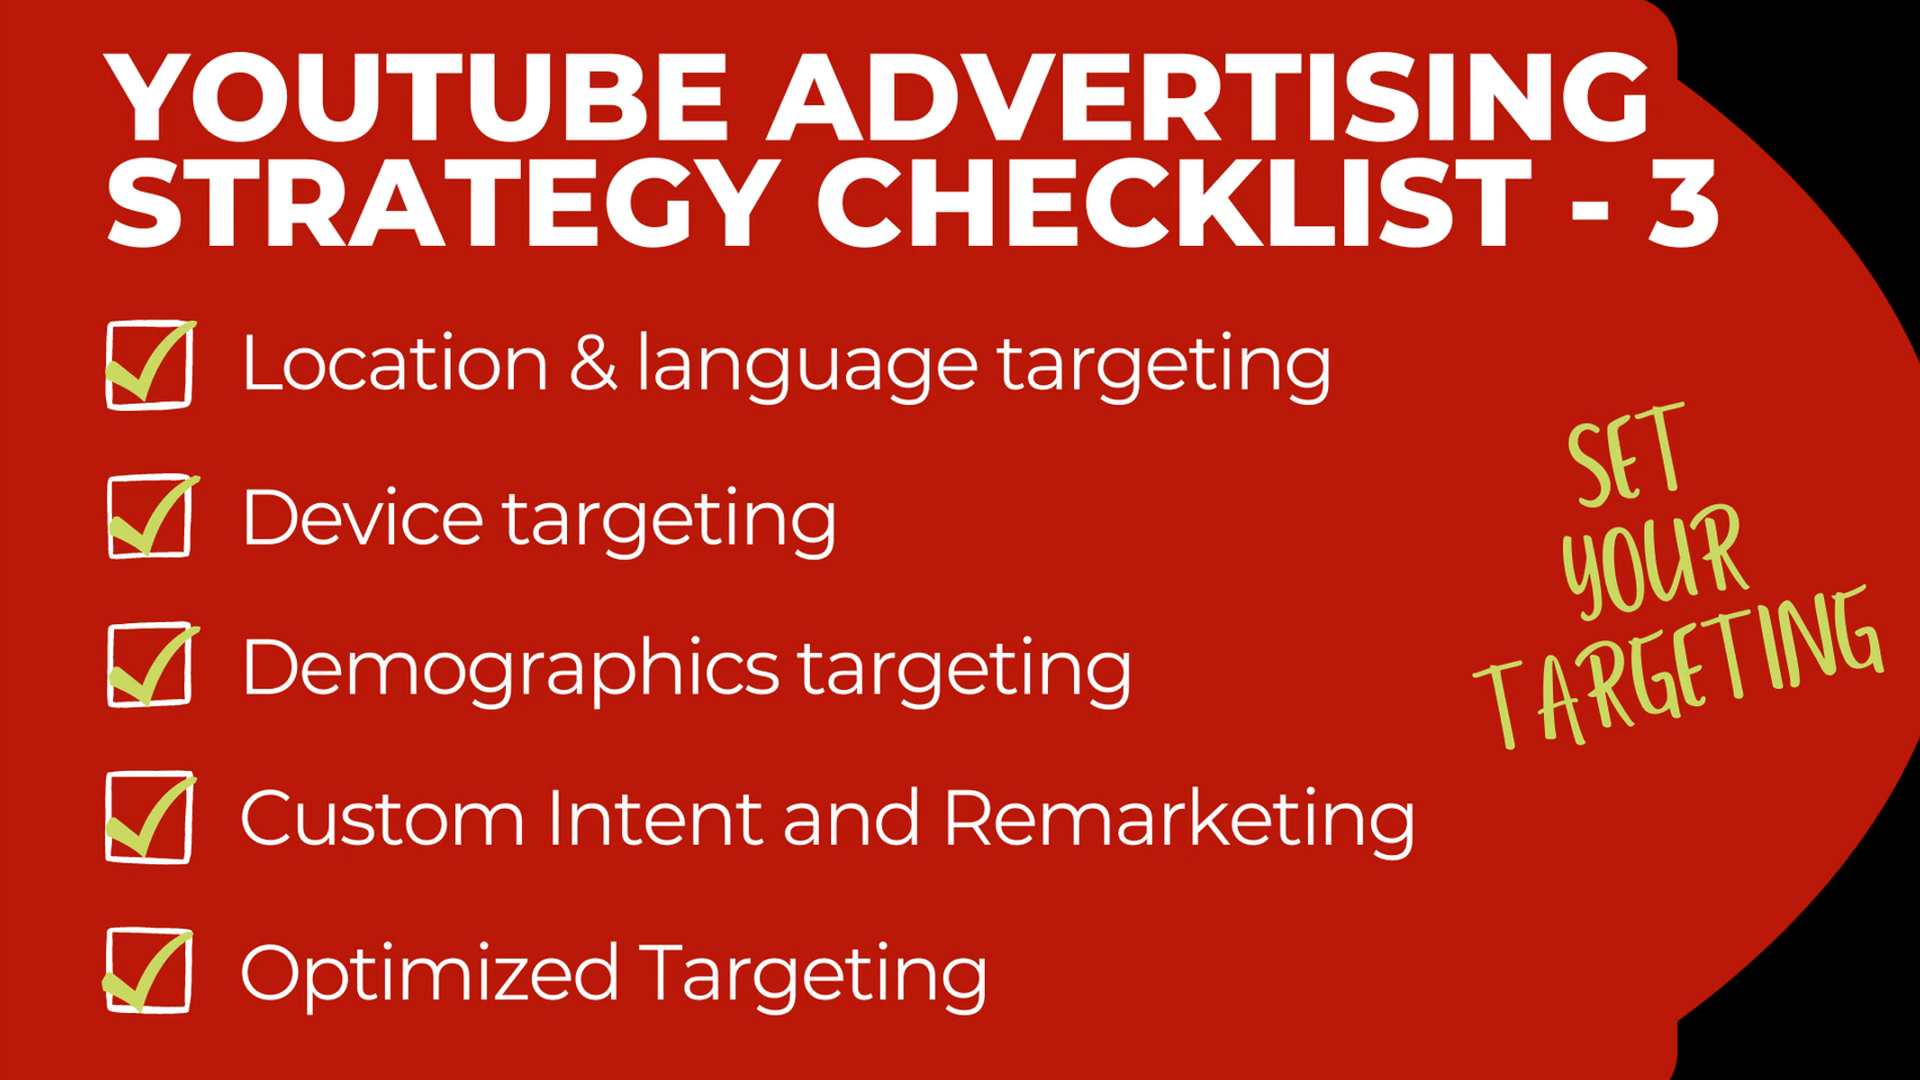 YOUTUBE ADVERTISING
STRATEGY CHECKLIST - 3
Location & language targeting
Device targeting
Demographics targeting
Custom Intent and Remarketing
Optimized Targeting
SET
YOUR
TARGETING